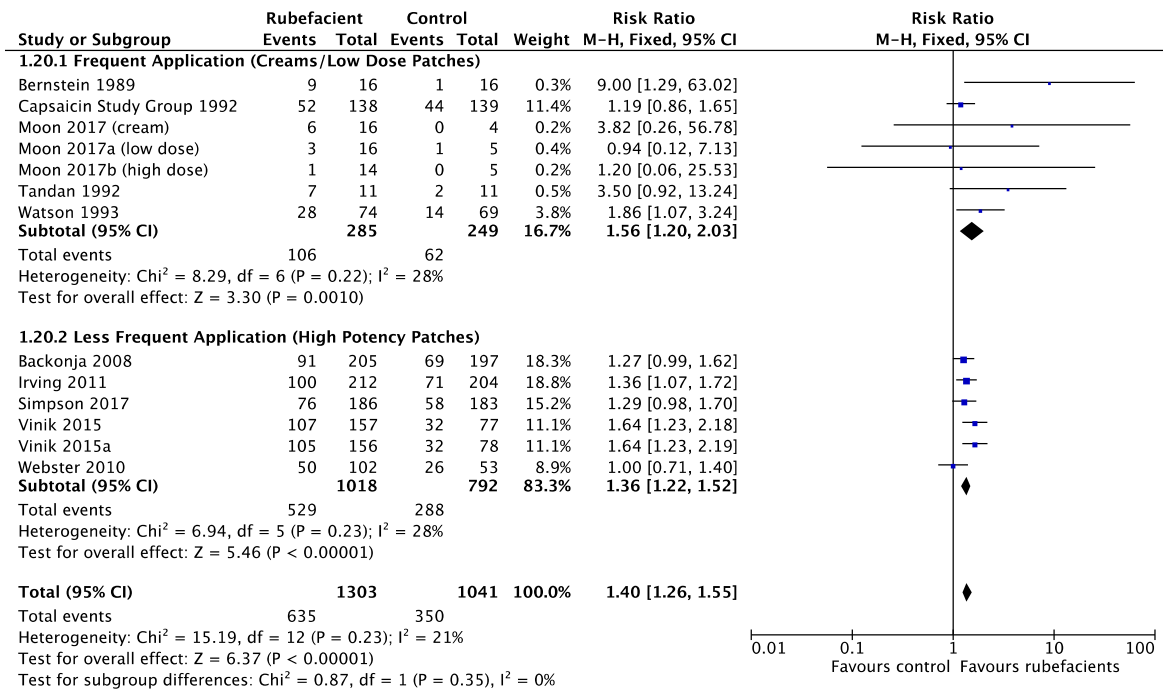 Rubefacient Control Risk Ratio Risk Ratio
Study or Subgroup Events Total Events Total Weight M-H, Fixed, 95% CI M-H, Fixed, 95% CI
1.20.1 Frequent Application (Creams/Low Dose Patches)
Bernstein 1989 9 16 1 16 0.3% 9.00 [1.29, 63.02]
Capsaicin Study Group 1992 52 138 44 139 11.4% 1.19 [0.86, 1.65]
Moon 2017 (cream) 6 16 0 4 0.2% 3.82 [0.26, 56.78]
Moon 2017a (low dose) 3 16 1 5 0.4% 0.94 [0.12, 7.13]
Moon 2017b (high dose) 1 14 0 5 0.2% 1.20 [0.06, 25.53]
Tandan 1992 7 11 2 11 0.5% 3.50 [0.92, 13.24]
Watson 1993 28 74 14 69 3.8% 1.86 [1.07, 3.24]
Subtotal (95% CI) 285 249 16.7% 1.56 [1.20, 2.03]
Total events 106 62
Heterogeneity: Chi² = 8.29, df = 6 (P = 0.22); I² = 28%
Test for overall effect: Z = 3.30 (P = 0.0010)
1.20.2 Less Frequent Application (High Potency Patches)
Backonja 2008 91 205 69 197 18.3% 1.27 [0.99, 1.62]
Irving 2011 100 212 71 204 18.8% 1.36 [1.07, 1.72]
Simpson 2017 76 186 58 183 15.2% 1.29 [0.98, 1.70]
Vinik 2015 107 157 32 77 11.1% 1.64 [1.23, 2.18]
Vinik 2015a 105 156 32 78 11.1% 1.64 [1.23, 2.19]
Webster 2010 50 102 26 53 8.9% 1.00 [0.71, 1.40]
Subtotal (95% CI) 1018 792 83.3% 1.36 [1.22, 1.52]
Total events 529 288
Heterogeneity: Chi² = 6.94, df = 5 (P = 0.23); I² = 28%
Test for overall effect: Z = 5.46 (P < 0.00001)
Total (95% CI) 1303 1041 100.0% 1.40 [1.26, 1.55]
Total events 635 350
Heterogeneity: Chi² = 15.19, df = 12 (P = 0.23); I² = 21%
Test for overall effect: Z = 6.37 (P < 0.00001)
Test for subgroup differences: Chi² = 0.87, df = 1 (P = 0.35), I² = 0%
0.01 0.1 1 10 100
Favours control Favours rubefacients